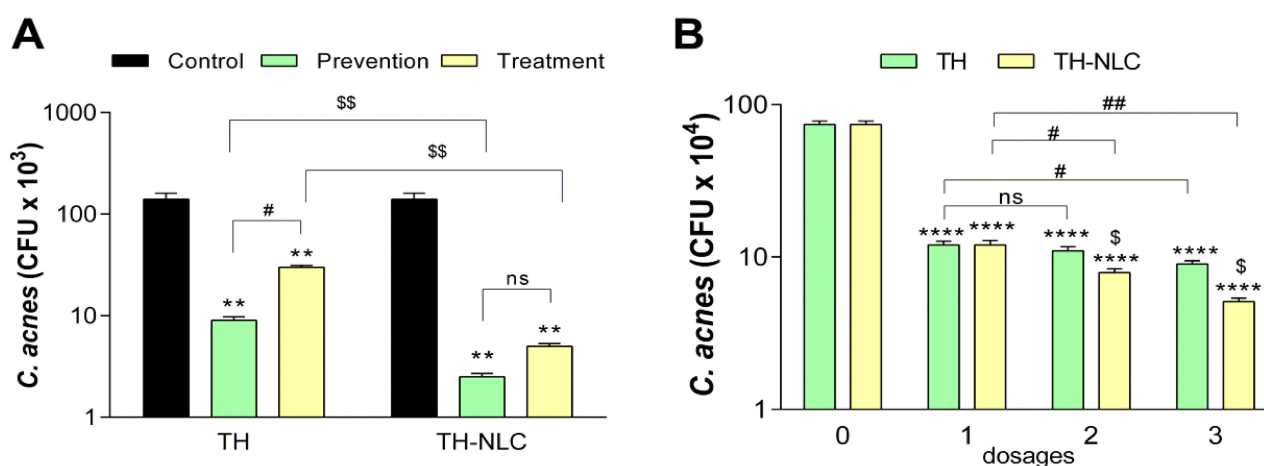 A
Control Prevention Treatment
C. acnes (CFU x 10³)
1000
100
10
1
$$
$$
#
**
**
ns
**
**
TH TH-NLC
B
TH TH-NLC
C. acnes (CFU x 10⁴)
100
10
1
##
#
#
ns
**** ****
**** $ ****
**** $ ****
0 1 2 3
dosages